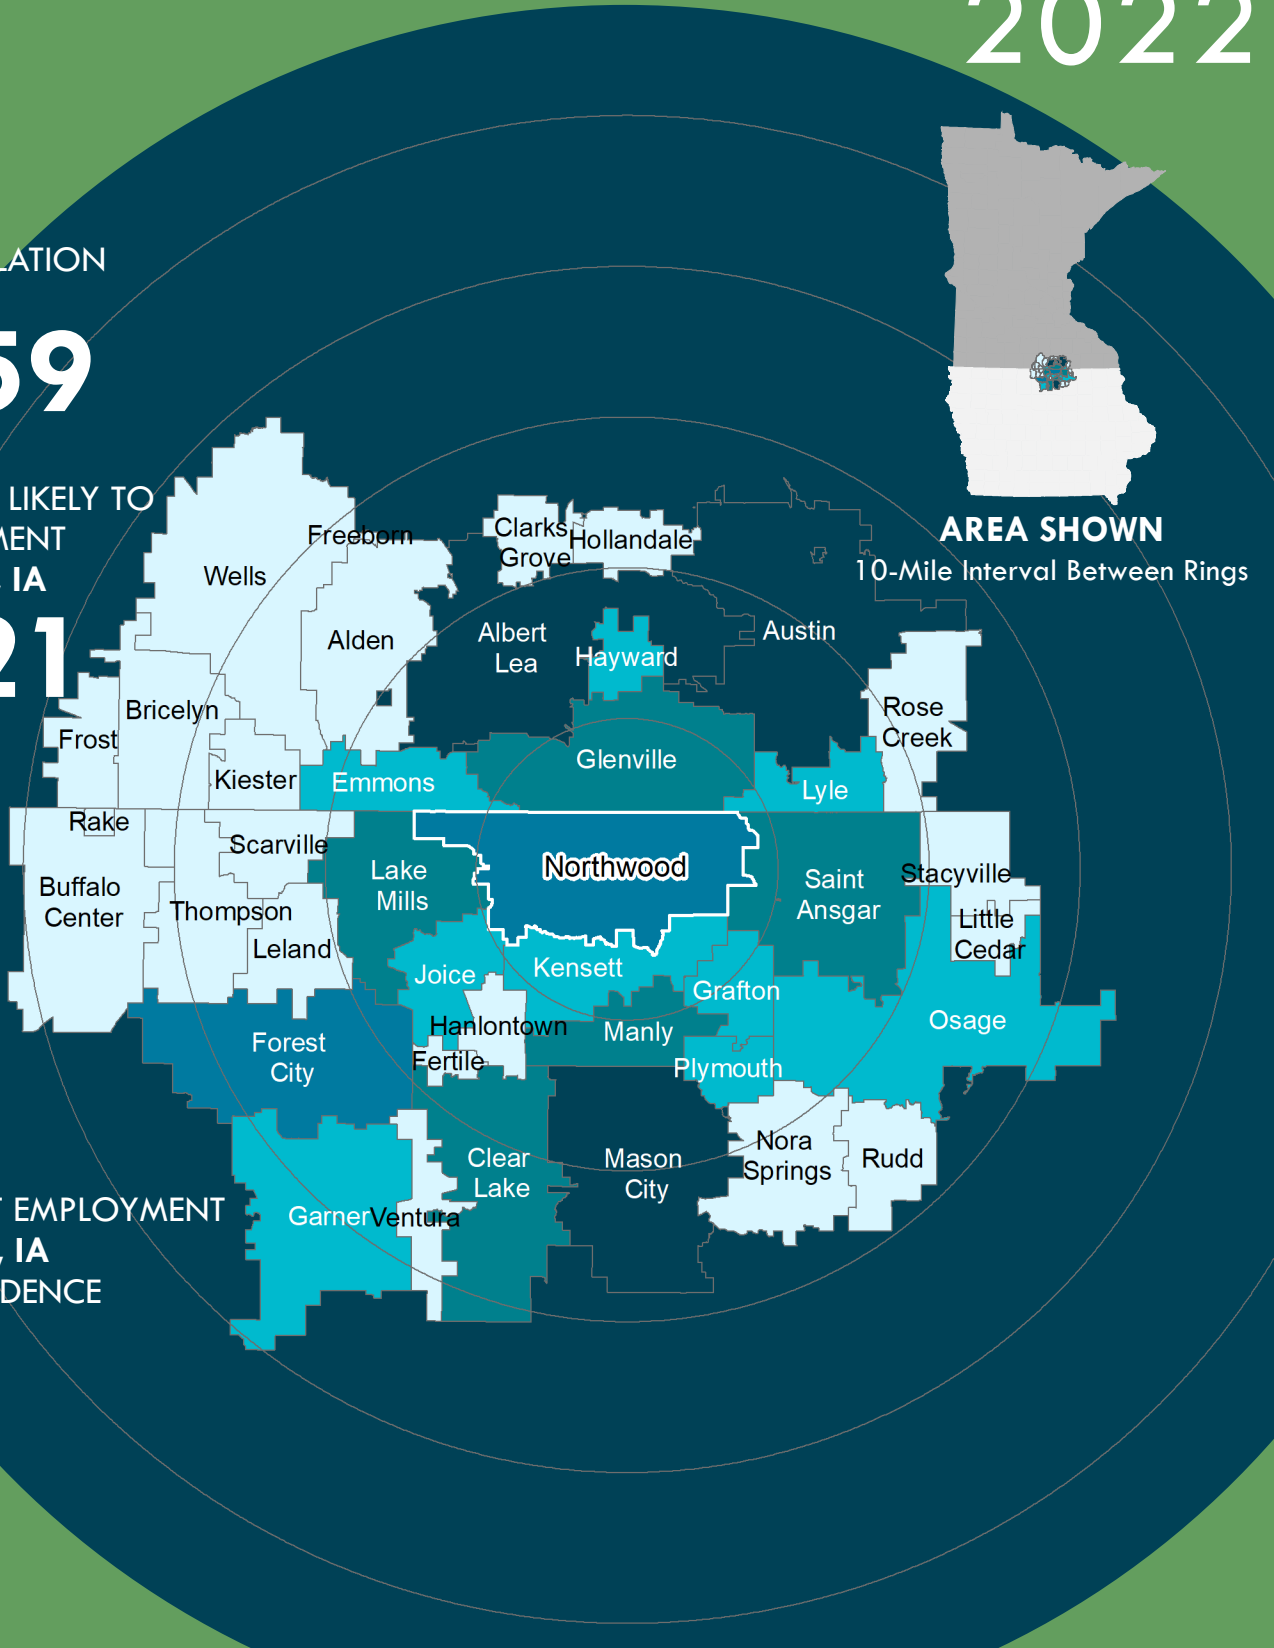 2022
LATION
59
LIKELY TO
MENT
, IA
21
AREA SHOWN
10-Mile Interval Between Rings
Clarks
Grove
Hollandale
Freeborn
Wells
Albert
Lea
Austin
Alden
Hayward
Bricelyn
Rose
Creek
Frost
Glenville
Kiester
Emmons
Lyle
Rake
Scarville
Northwood
Lake
Mills
Saint
Ansgar
Stacyville
Buffalo
Center
Thompson
Little
Cedar
Leland
Joice
Kensett
Grafton
Osage
Hanlontown
Manly
Forest
City
Fertile
Plymouth
Nora
Springs
Rudd
Clear
Lake
Mason
City
Garner
Ventura
T EMPLOYMENT
, IA
DENCE